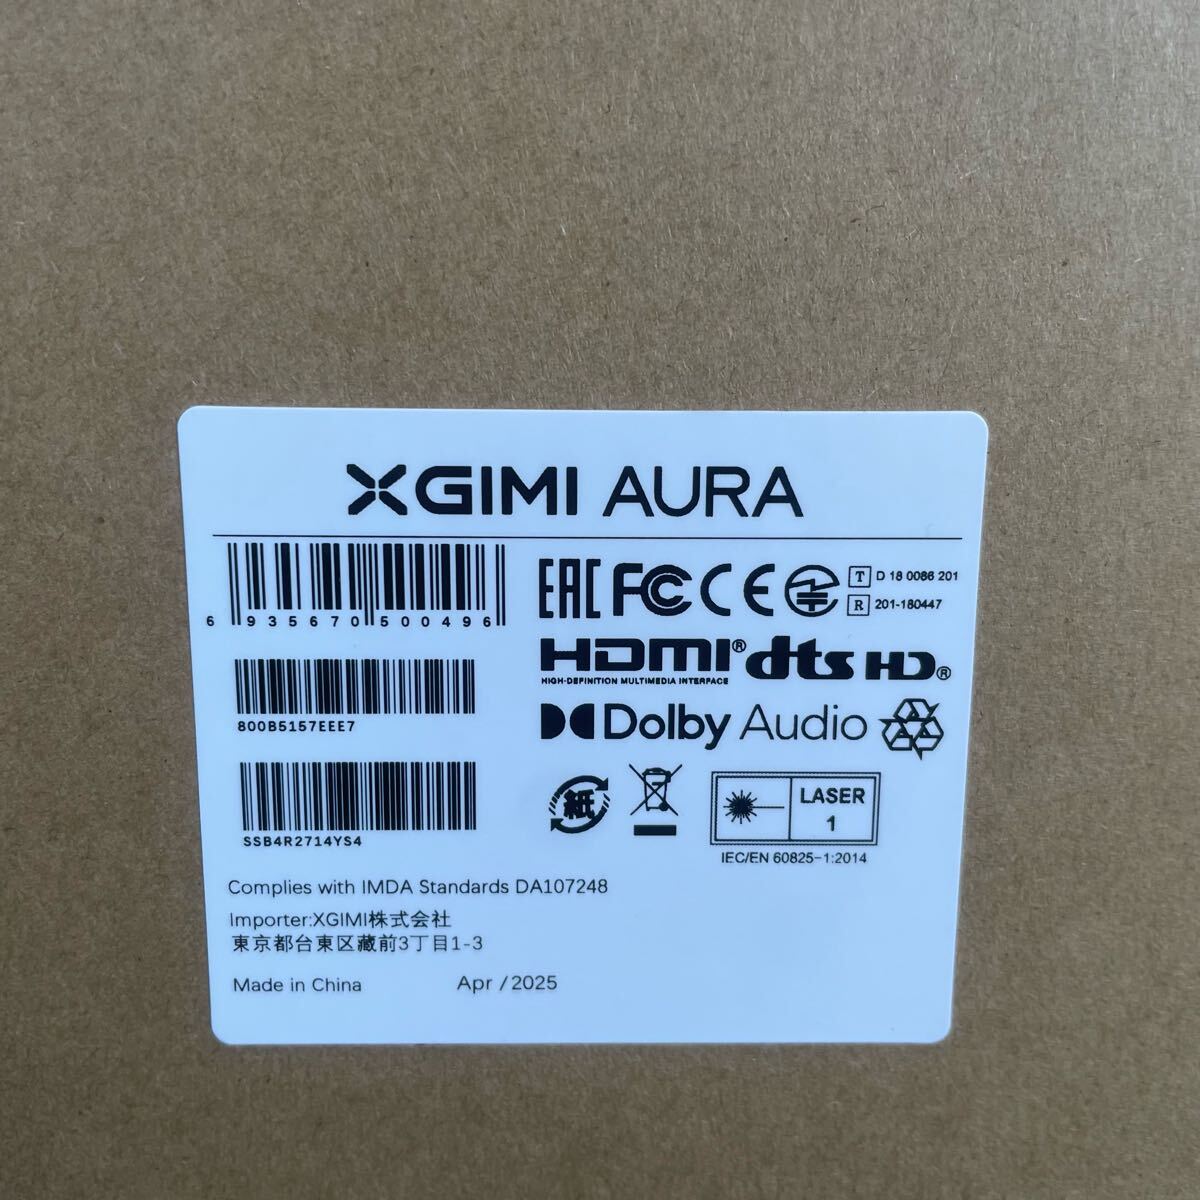 XGIMI AURA
6 935670 500496
800B5157EEE7
SSB4R2714YS4
EAC FC CE T D 18 0086 201
R 201-180447
HDMI® dts HD®
HIGH-DEFINITION MULTIMEDIA INTERFACE
Dolby Audio
紙
LASER
1
IEC/EN 60825-1:2014
Complies with IMDA Standards DA107248
Importer:XGIMI株式会社
東京都台東区蔵前3丁目1-3
Made in China Apr /2025